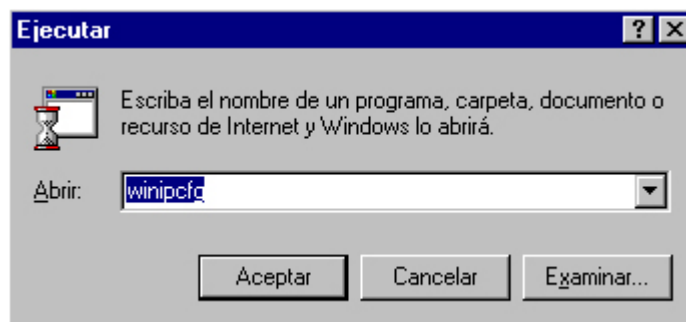 Ejecutar
Escriba el nombre de un programa, carpeta, documento o
recurso de Internet y Windows lo abrirá.
Abrir: winipcfg
Aceptar Cancelar Examinar...